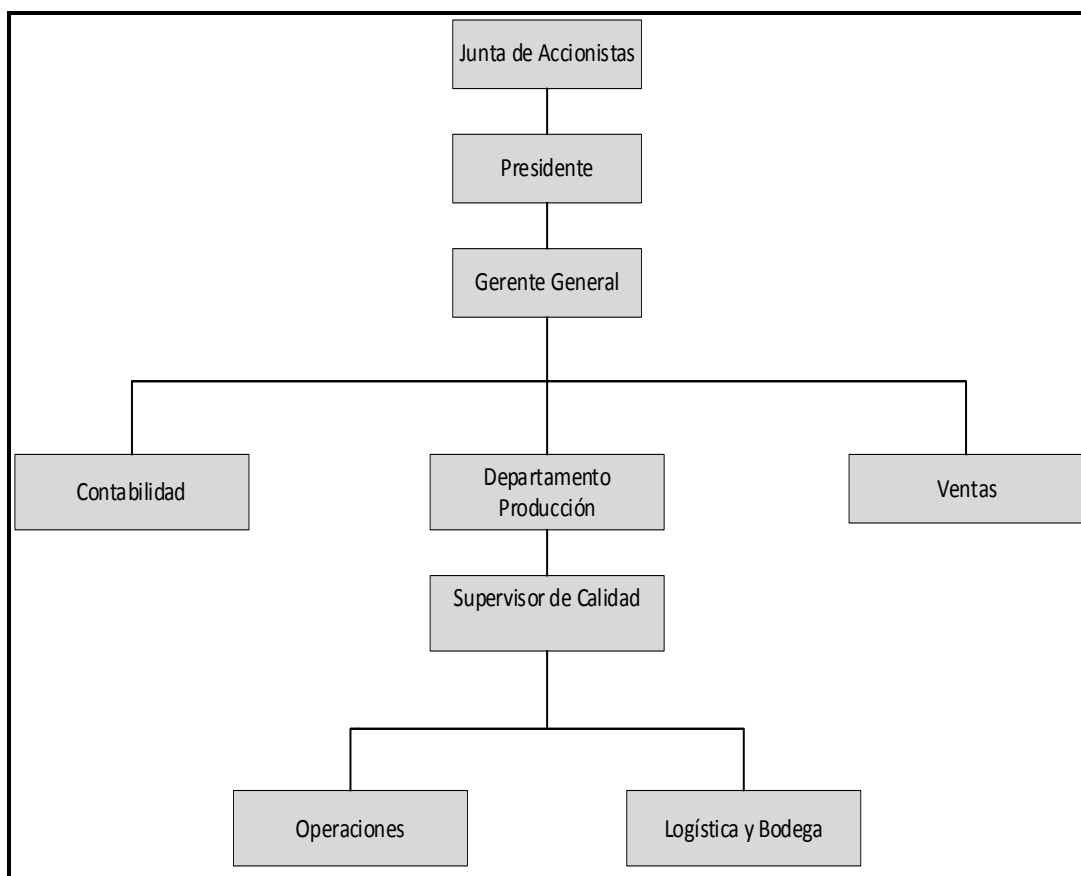 Junta de Accionistas
Presidente
Gerente General
Contabilidad
Departamento
Producción
Ventas
Supervisor de Calidad
Operaciones
Logística y Bodega